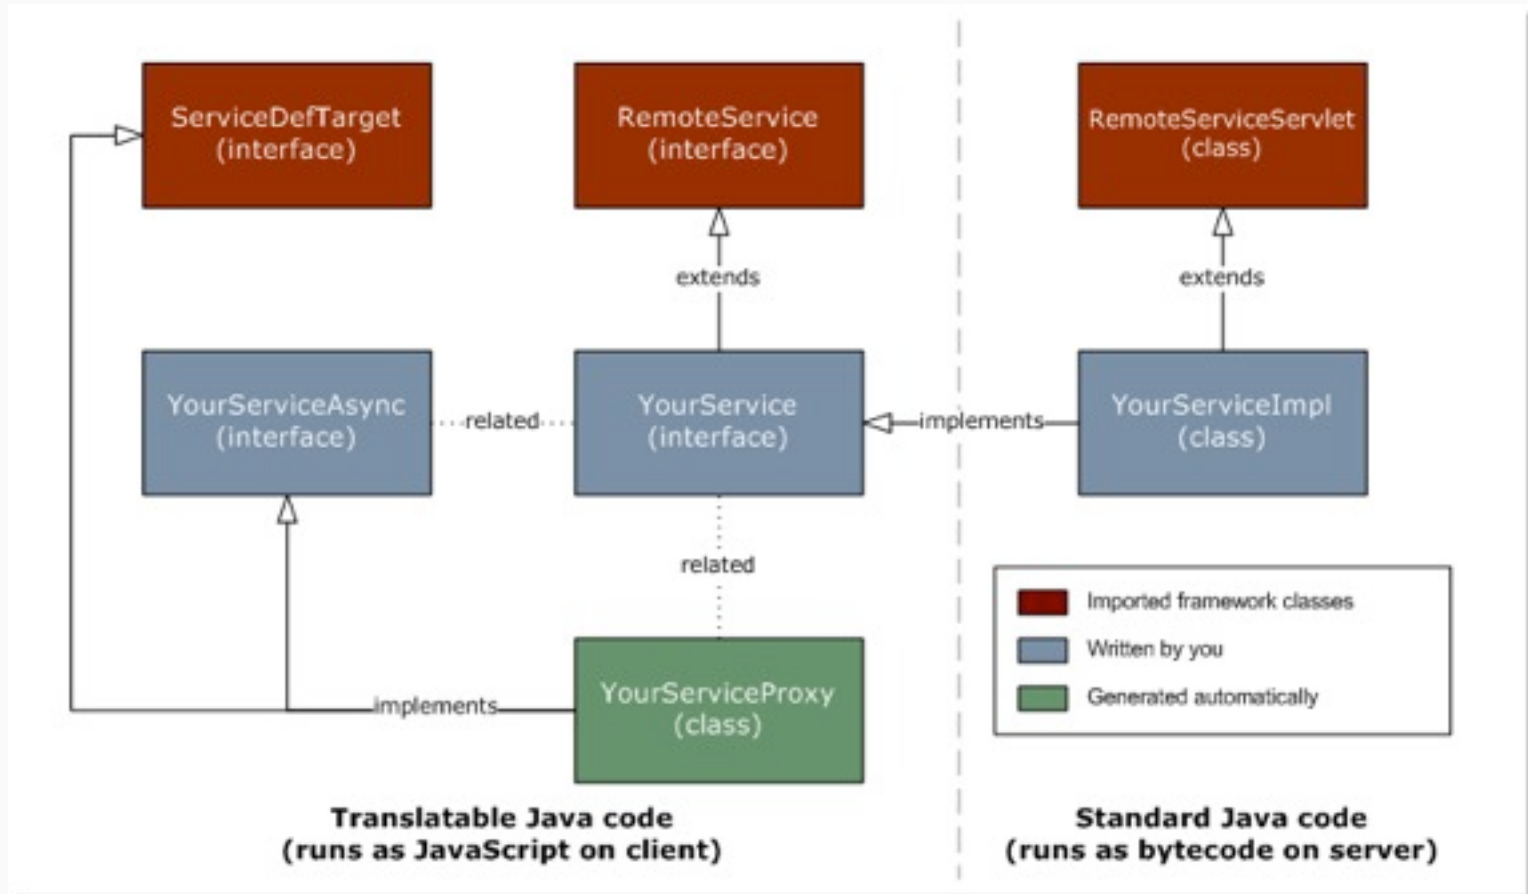 ServiceDefTarget
(interface)
RemoteService
(interface)
RemoteServiceServlet
(class)
extends
extends
YourServiceAsync
(interface)
related
YourService
(interface)
implements
YourServiceImpl
(class)
related
implements
YourServiceProxy
(class)
Imported framework classes
Written by you
Generated automatically
Translatable Java code
(runs as JavaScript on client)
Standard Java code
(runs as bytecode on server)